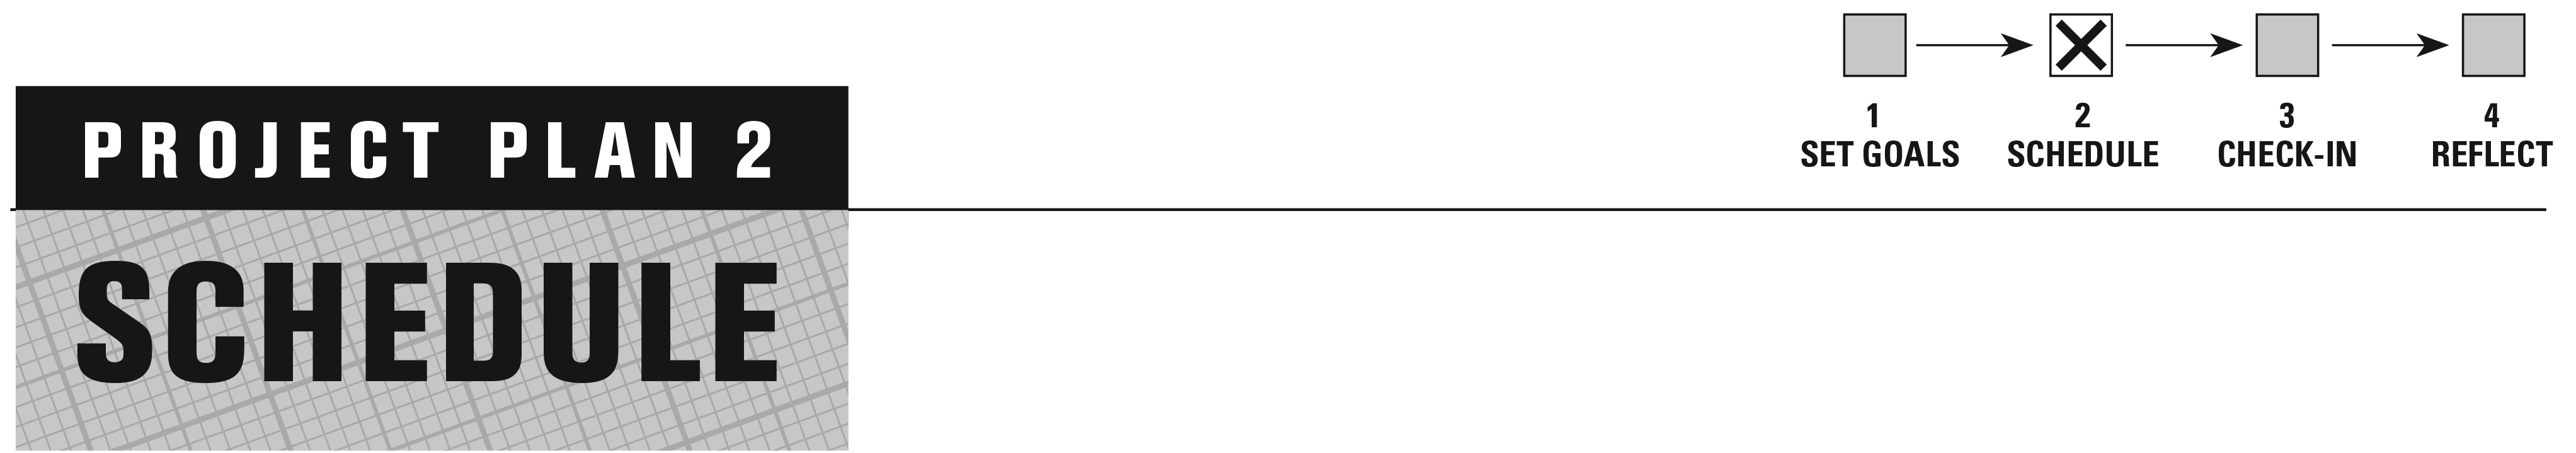 PROJECT PLAN 2
SCHEDULE
1
SET GOALS
2
SCHEDULE
3
CHECK-IN
4
REFLECT